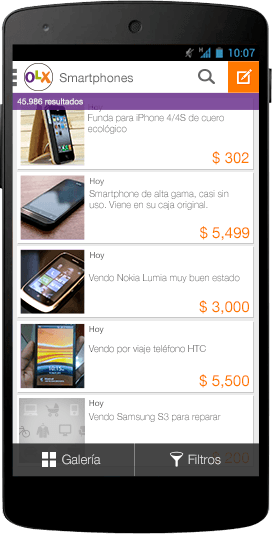 10:07
OLX Smartphones
45.986 resultados
Hoy
Funda para iPhone 4/4S de cuero
ecológico
$ 302
Hoy
Smartphone de alta gama, casi sin
uso. Viene en su caja original.
$ 5,499
Hoy
Vendo Nokia Lumia muy buen estado
$ 3,000
Hoy
Vendo por viaje teléfono HTC
$ 5,500
Hoy
Vendo Samsung S3 para reparar
$ 200
Galería Filtros